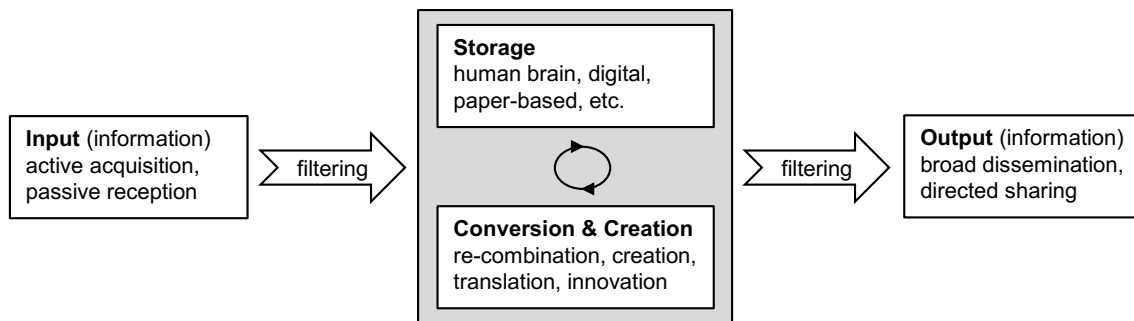 Input (information)
active acquisition,
passive reception
filtering
Storage
human brain, digital,
paper-based, etc.
Conversion & Creation
re-combination, creation,
translation, innovation
filtering
Output (information)
broad dissemination,
directed sharing